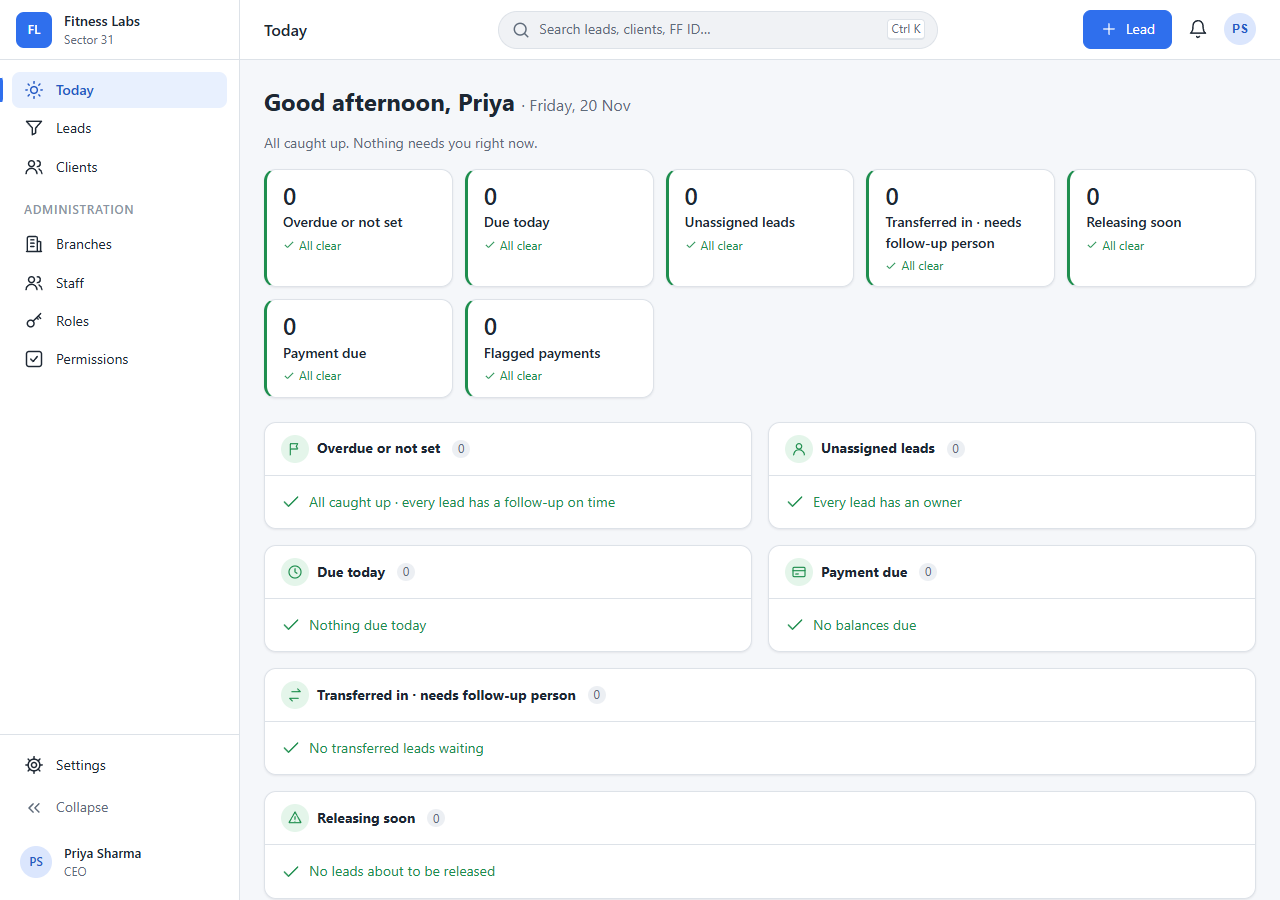 FL
Fitness Labs
Sector 31
Today
Leads
Clients
ADMINISTRATION
Branches
Staff
Roles
Permissions
Settings
Collapse
PS
Priya Sharma
CEO
Today
Search leads, clients, FF ID...
Ctrl K
+ Lead
PS
Good afternoon, Priya · Friday, 20 Nov
All caught up. Nothing needs you right now.
0
Overdue or not set
All clear
0
Due today
All clear
0
Unassigned leads
All clear
0
Transferred in · needs
follow-up person
All clear
0
Releasing soon
All clear
0
Payment due
All clear
0
Flagged payments
All clear
Overdue or not set 0
All caught up · every lead has a follow-up on time
Unassigned leads 0
Every lead has an owner
Due today 0
Nothing due today
Payment due 0
No balances due
Transferred in · needs follow-up person 0
No transferred leads waiting
Releasing soon 0
No leads about to be released